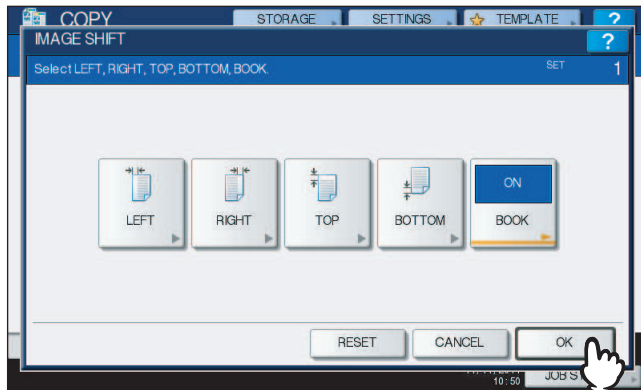 COPY STORAGE SETTINGS TEMPLATE ?
IMAGE SHIFT ?
Select LEFT, RIGHT, TOP, BOTTOM, BOOK. SET 1
ON
LEFT RIGHT TOP BOTTOM BOOK
RESET CANCEL OK
10:50 JOB